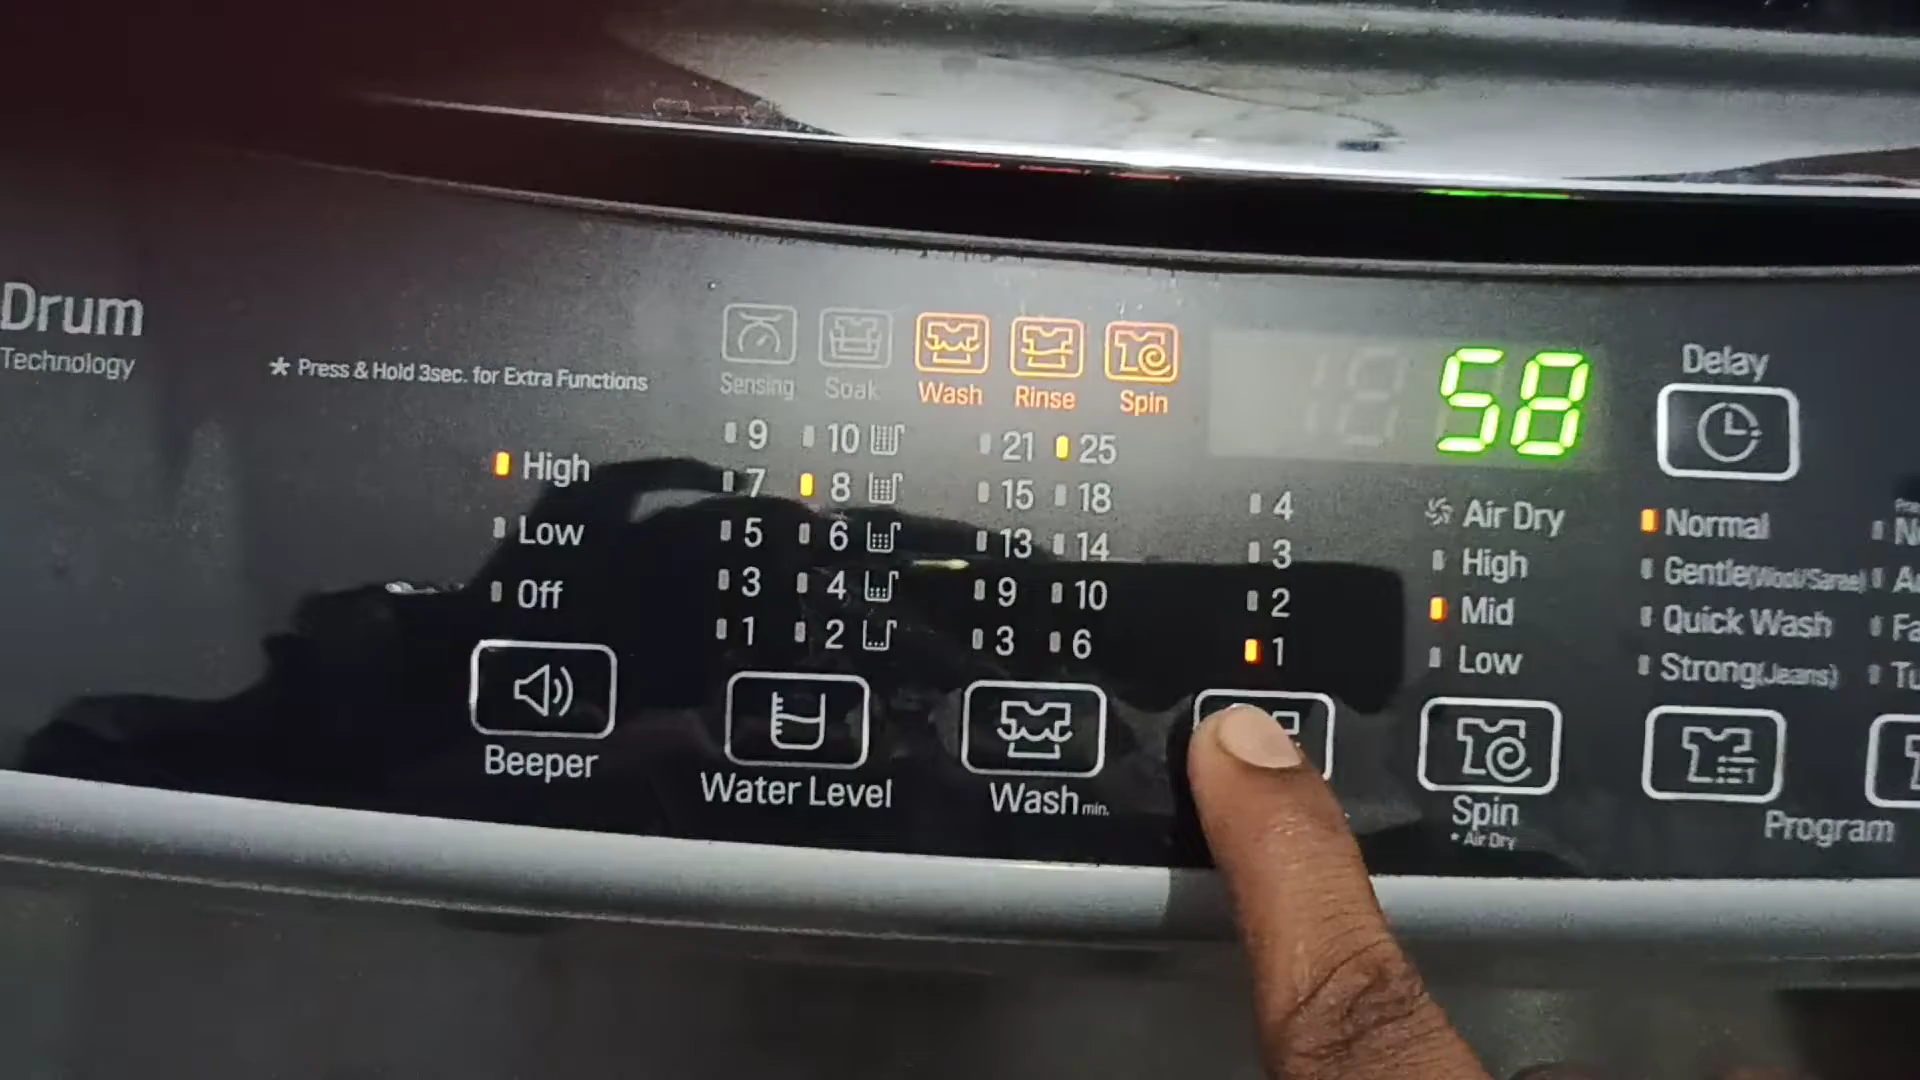 Drum
Technology
* Press & Hold 3sec. for Extra Functions
Sensing Soak Wash Rinse Spin
58
Delay
High
Low
Off
Beeper
9 10
7 8
5 6
3 4
1 2
Water Level
21 25
15 18
13 14
9 10
3 6
Wash min.
4
3
2
1
Air Dry
High
Mid
Low
Spin
* Air Dry
Normal
Gentle(Wool/Saree)
Quick Wash
Strong(Jeans)
Program